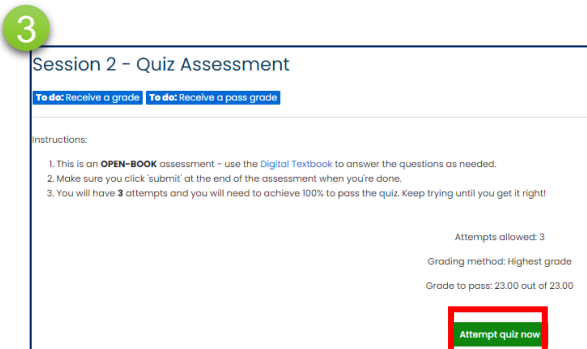 3
Session 2 - Quiz Assessment
To do: Receive a grade To do: Receive a pass grade
Instructions:
1. This is an OPEN-BOOK assessment - use the Digital Textbook to answer the questions as needed.
2. Make sure you click 'submit' at the end of the assessment when you're done.
3. You will have 3 attempts and you will need to achieve 100% to pass the quiz. Keep trying until you get it right!
Attempts allowed: 3
Grading method: Highest grade
Grade to pass: 23.00 out of 23.00
Attempt quiz now